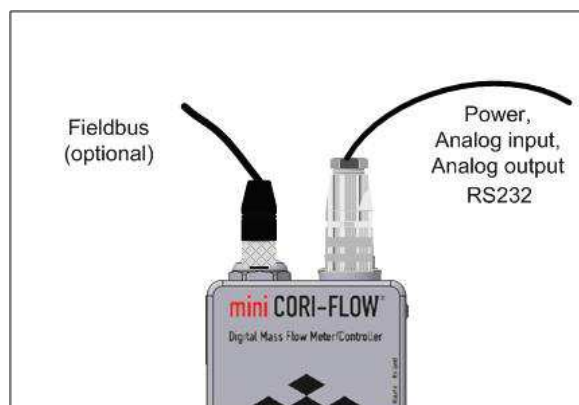 Fieldbus
(optional)
Power,
Analog input,
Analog output
RS232
mini CORI-FLOW
Digital Mass Flow Meter/Controller